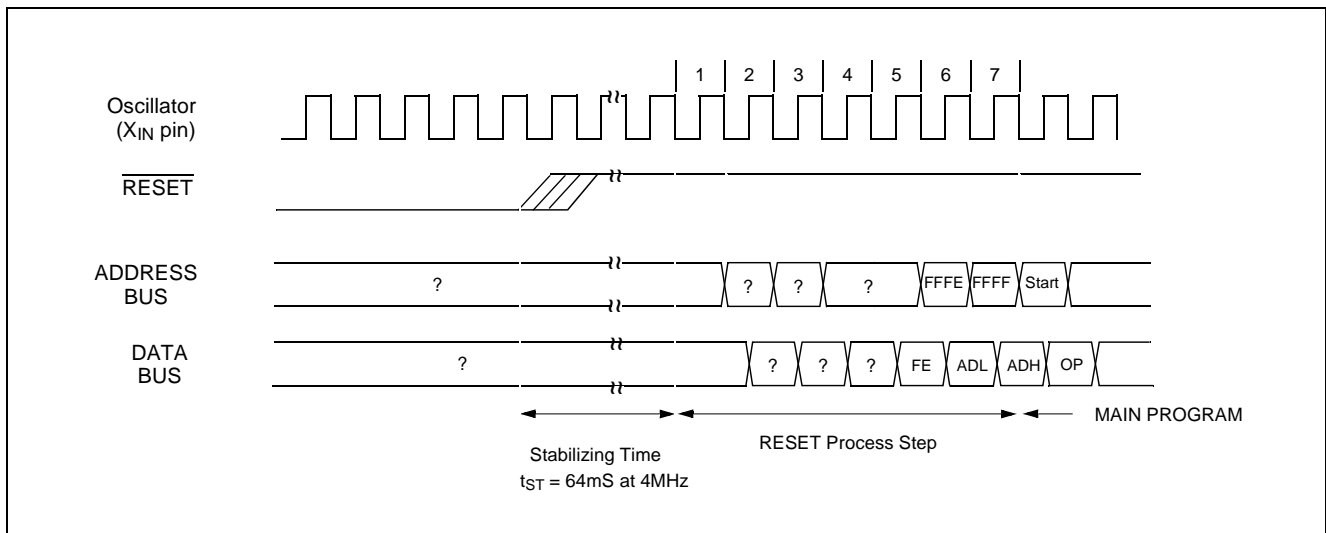 1 2 3 4 5 6 7
Oscillator
(XIN pin)
RESET
ADDRESS
BUS
? ? ? ? FFFE FFFF Start
DATA
BUS
? ? ? ? FE ADL ADH OP
MAIN PROGRAM
RESET Process Step
Stabilizing Time
tST = 64mS at 4MHz